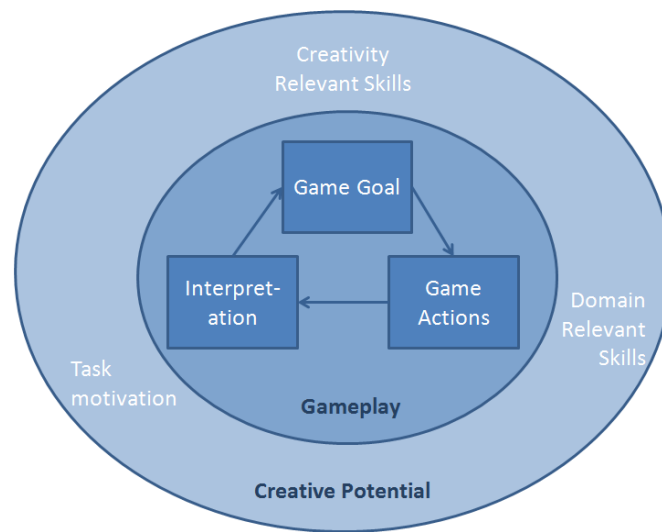 Creativity
Relevant Skills
Game Goal
Interpret-
ation
Game
Actions
Domain
Relevant
Skills
Task
motivation
Gameplay
Creative Potential